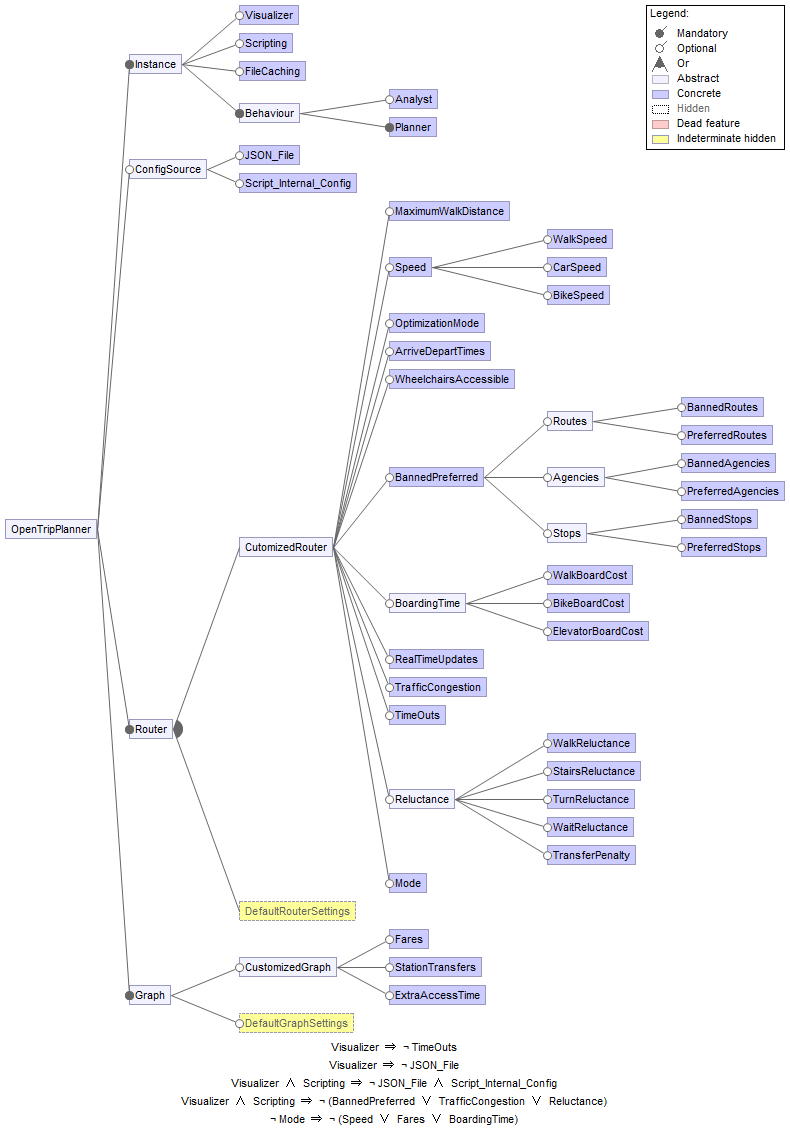 Legend:
Mandatory
Optional
Or
Abstract
Concrete
Hidden
Dead feature
Indeterminate hidden
OpenTripPlanner
Instance
Visualizer
Scripting
FileCaching
Behaviour
Analyst
Planner
ConfigSource
JSON_File
Script_Internal_Config
Router
CutomizedRouter
MaximumWalkDistance
Speed
WalkSpeed
CarSpeed
BikeSpeed
OptimizationMode
ArriveDepartTimes
WheelchairsAccessible
BannedPreferred
Routes
BannedRoutes
PreferredRoutes
Agencies
BannedAgencies
PreferredAgencies
Stops
BannedStops
PreferredStops
BoardingTime
WalkBoardCost
BikeBoardCost
ElevatorBoardCost
RealTimeUpdates
TrafficCongestion
TimeOuts
Reluctance
WalkReluctance
StairsReluctance
TurnReluctance
WaitReluctance
TransferPenalty
Mode
DefaultRouterSettings
Graph
CustomizedGraph
Fares
StationTransfers
ExtraAccessTime
DefaultGraphSettings
Visualizer ⇒ ¬ TimeOuts
Visualizer ⇒ ¬ JSON_File
Visualizer ∧ Scripting ⇒ ¬ JSON_File ∧ Script_Internal_Config
Visualizer ∧ Scripting ⇒ ¬ (BannedPreferred ∨ TrafficCongestion ∨ Reluctance)
¬ Mode ⇒ ¬ (Speed ∨ Fares ∨ BoardingTime)